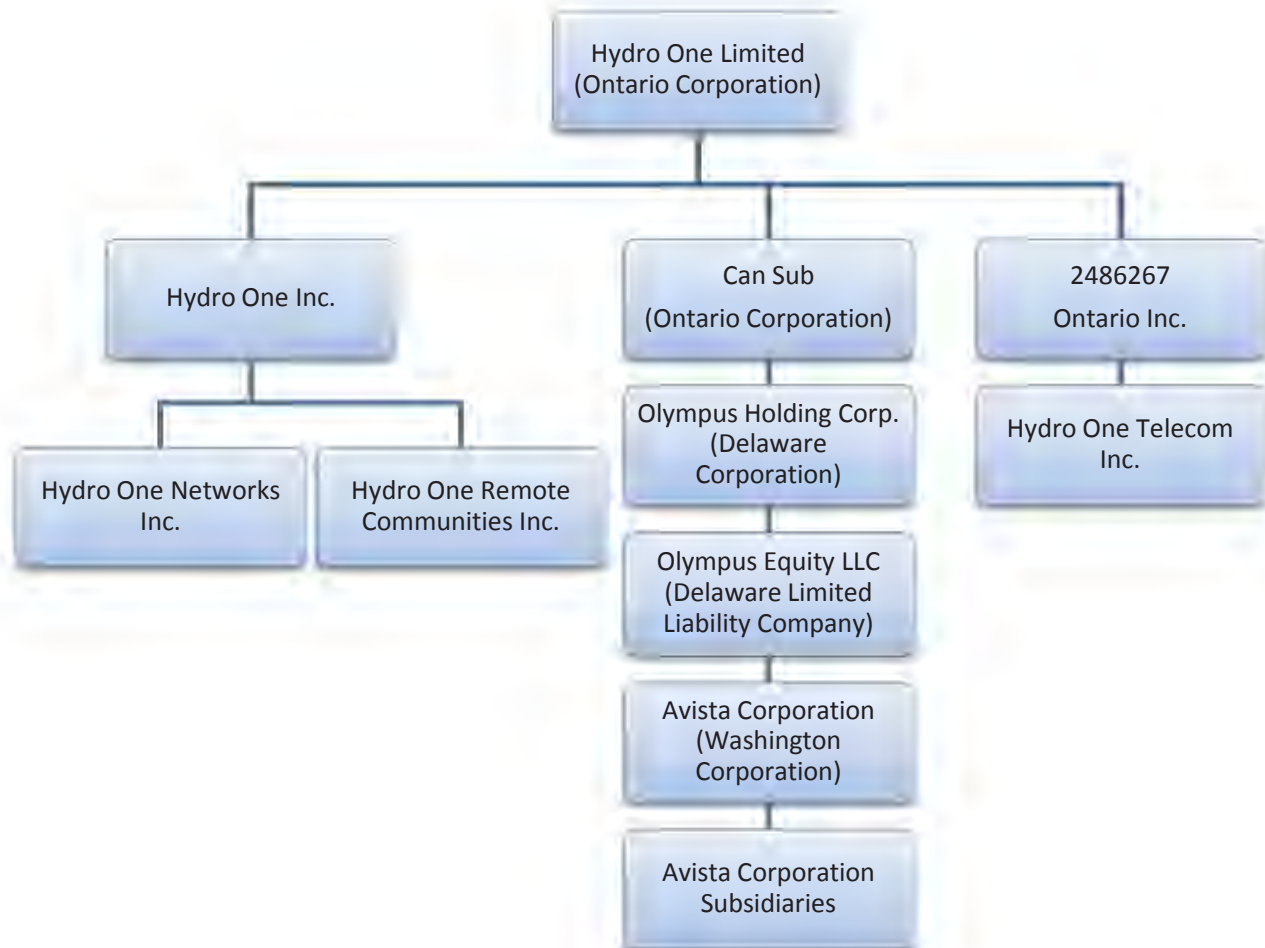 Hydro One Limited
(Ontario Corporation)
Hydro One Inc.
Can Sub
(Ontario Corporation)
2486267
Ontario Inc.
Hydro One Networks
Inc.
Hydro One Remote
Communities Inc.
Olympus Holding Corp.
(Delaware
Corporation)
Hydro One Telecom
Inc.
Olympus Equity LLC
(Delaware Limited
Liability Company)
Avista Corporation
(Washington
Corporation)
Avista Corporation
Subsidiaries